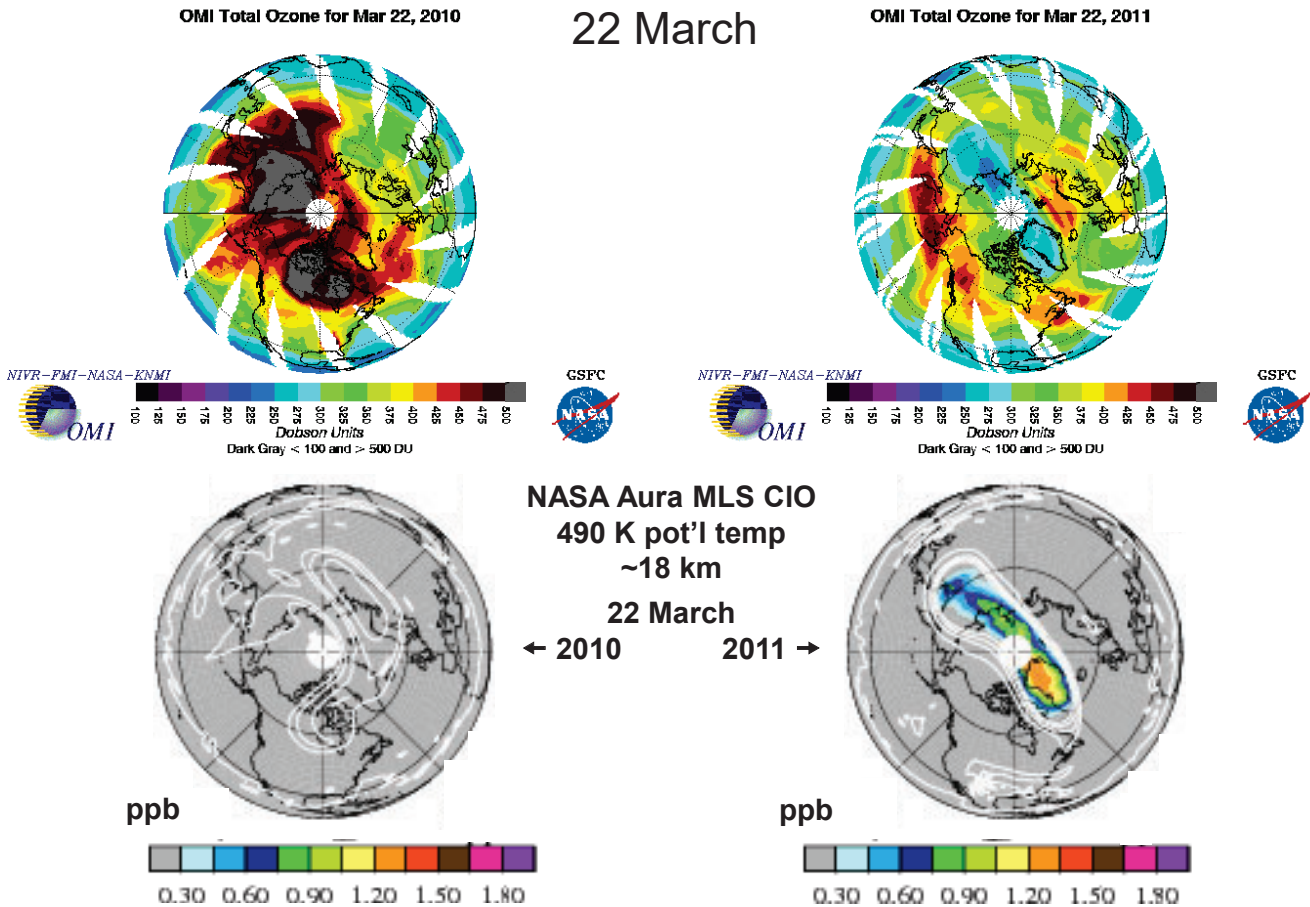 OMI Total Ozone for Mar 22, 2010
22 March
OMI Total Ozone for Mar 22, 2011
NIVR-FMI-NASA-KNMI
OMI
100 125 150 175 200 225 250 275 300 325 350 375 400 425 450 475 500
Dobson Units
Dark Gray < 100 and > 500 DU
GSFC
NASA
NIVR-FMI-NASA-KNMI
OMI
100 125 150 175 200 225 250 275 300 325 350 375 400 425 450 475 500
Dobson Units
Dark Gray < 100 and > 500 DU
GSFC
NASA
NASA Aura MLS ClO
490 K pot'l temp
~18 km
22 March
← 2010
2011 →
ppb
0.30 0.60 0.90 1.20 1.50 1.80
ppb
0.30 0.60 0.90 1.20 1.50 1.80